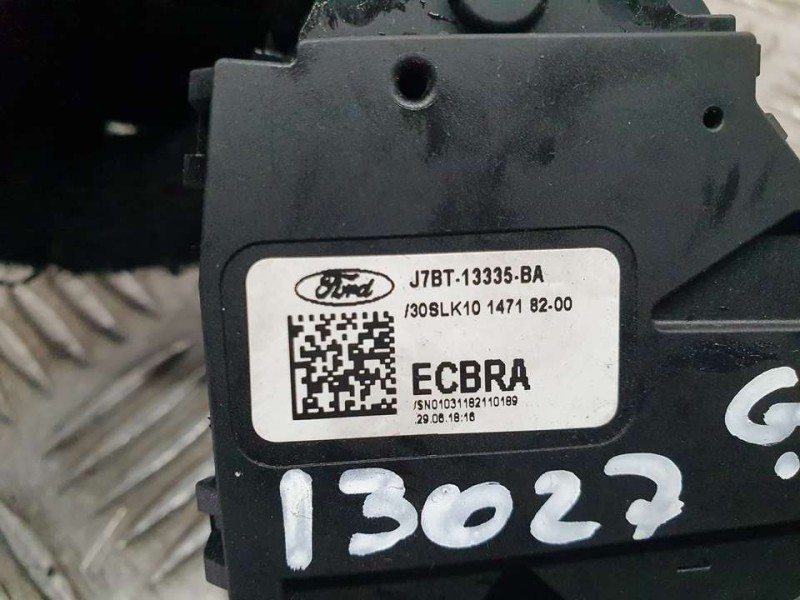 Ford
J7BT-13335-BA
/30SLK10 1471 82-00
ECBRA
/SN01031182110189
.29.06.18:16
13027 G.